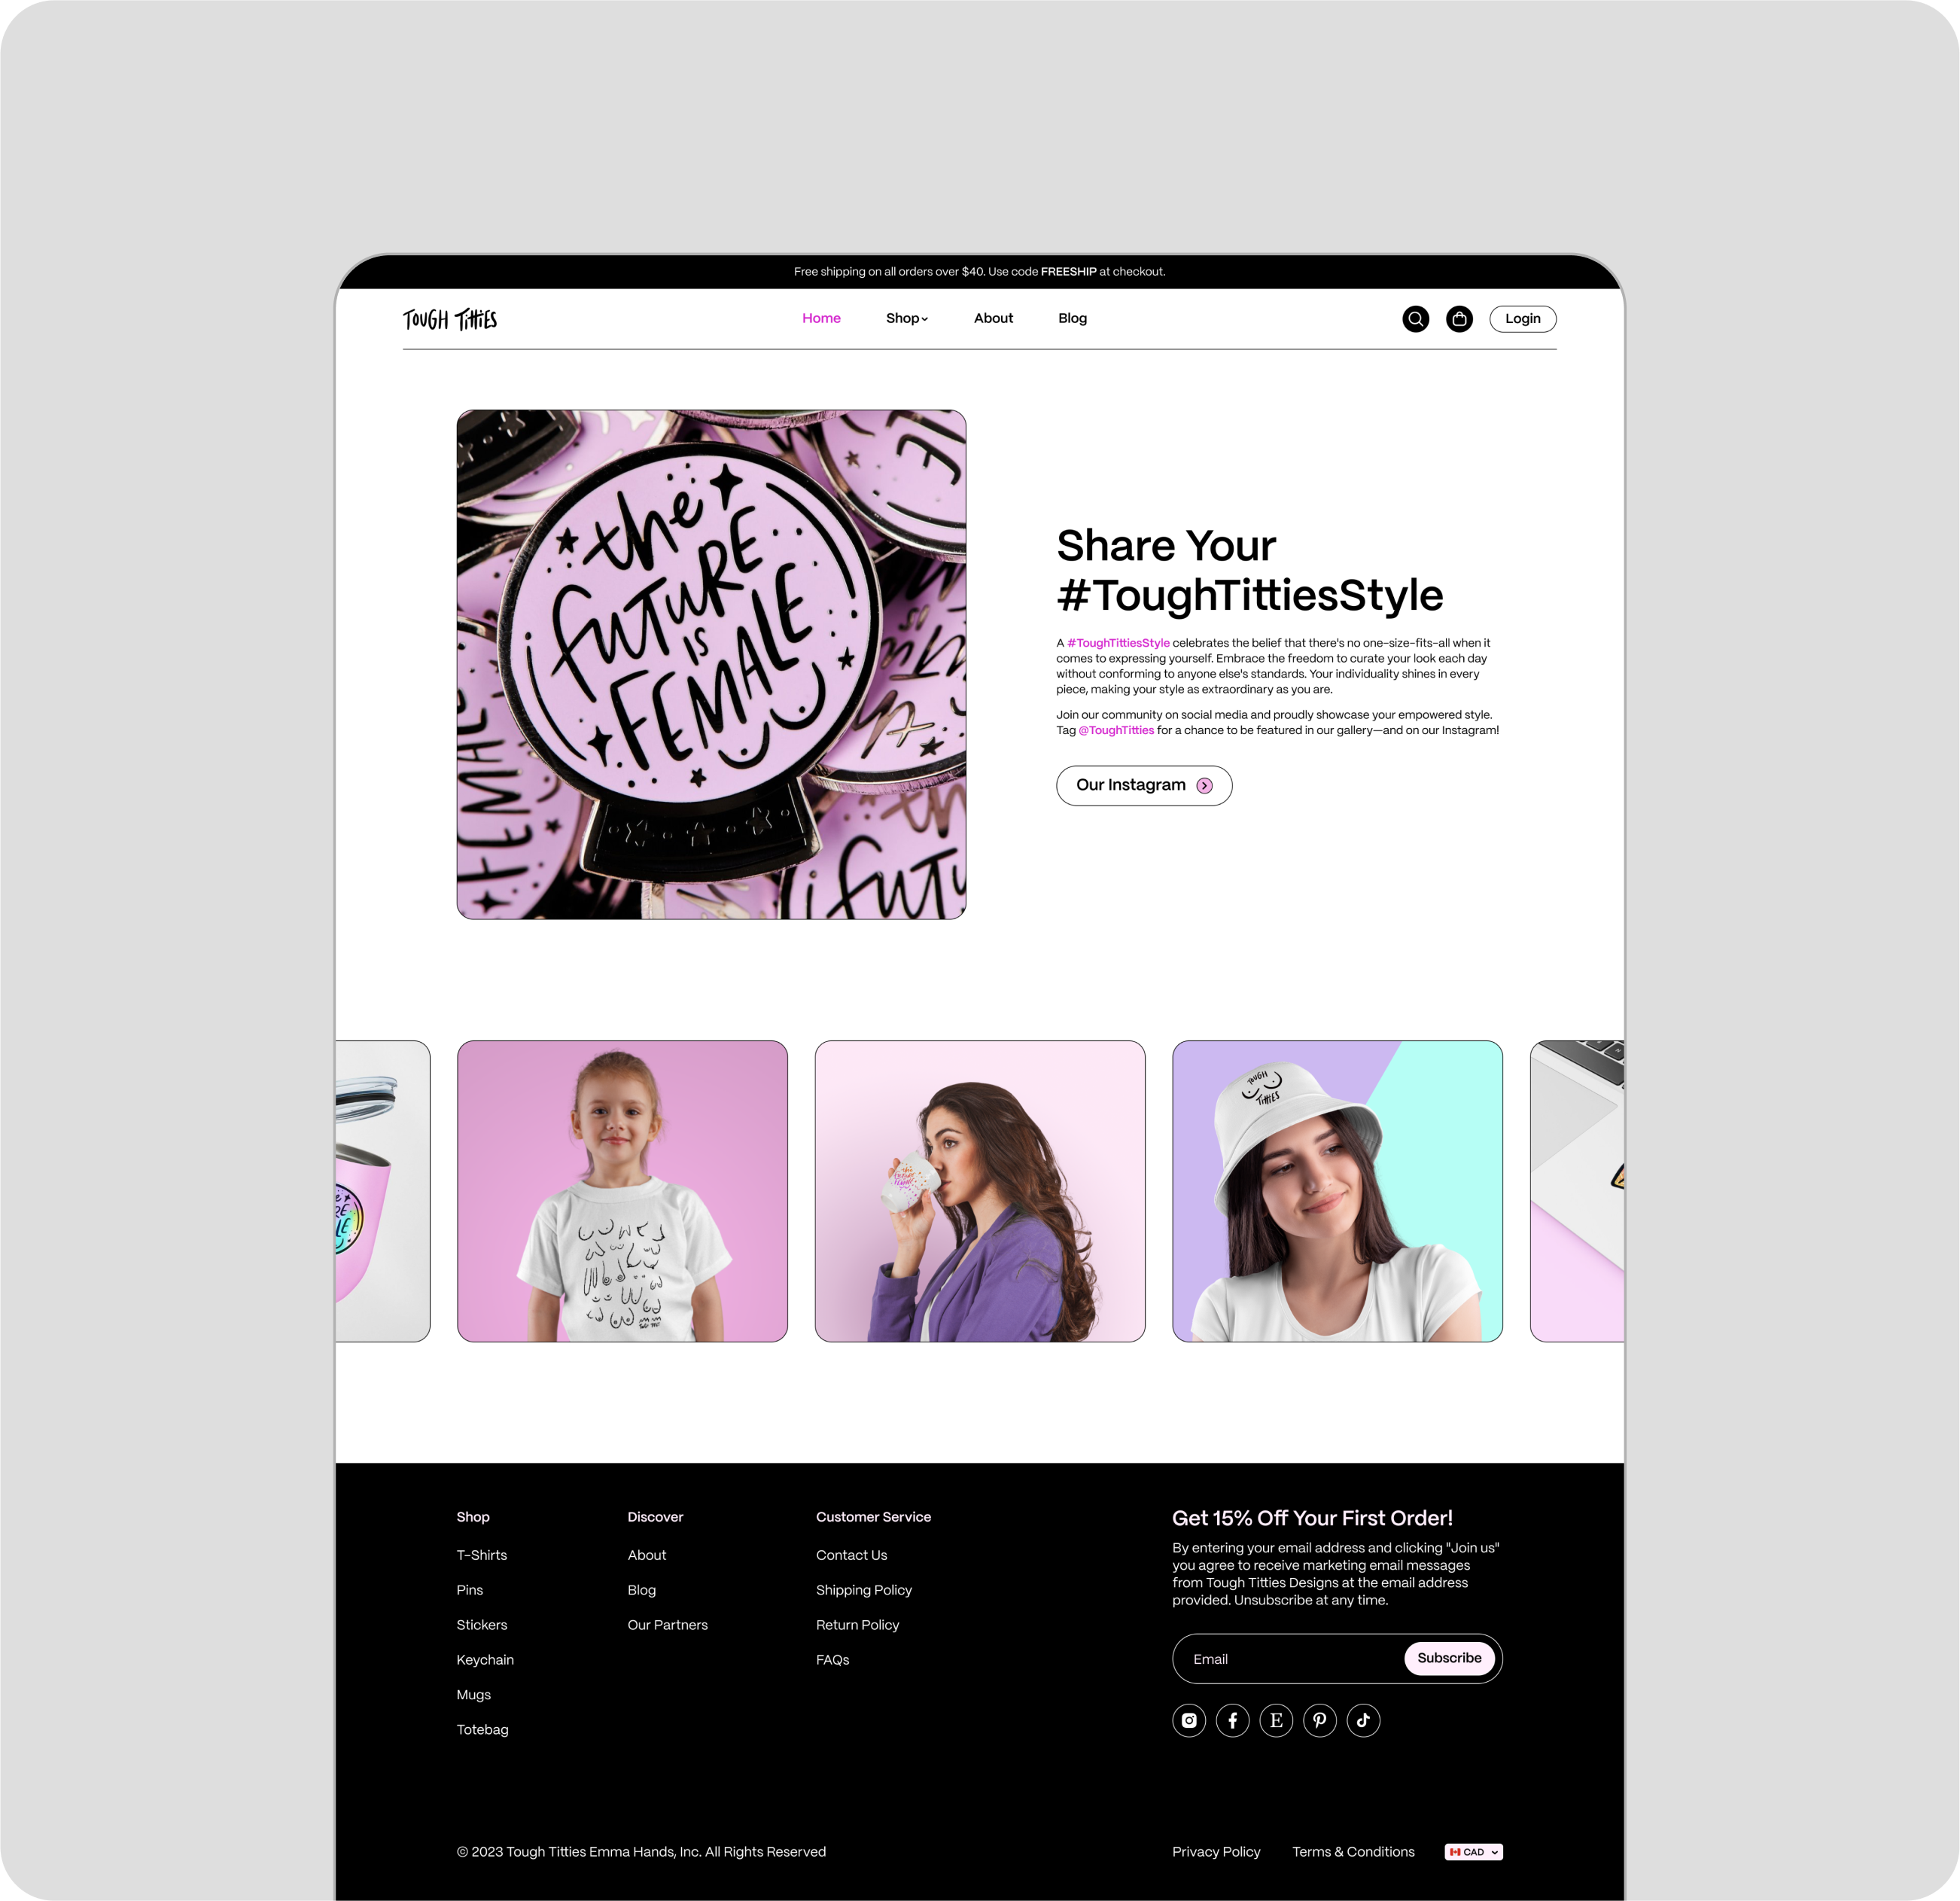 Free shipping on all orders over $40. Use code FREESHIP at checkout.
TOUGH TITTIES
Home
Shop
About
Blog
Login
the
FUTURE
IS
FEMALE
Share Your
#ToughTittiesStyle
A #ToughTittiesStyle celebrates the belief that there's no one-size-fits-all when it
comes to expressing yourself. Embrace the freedom to curate your look each day
without conforming to anyone else's standards. Your individuality shines in every
piece, making your style as extraordinary as you are.
Join our community on social media and proudly showcase your empowered style.
Tag @ToughTitties for a chance to be featured in our gallery—and on our Instagram!
Our Instagram
TOUGH
TITTIES
Shop
T-Shirts
Pins
Stickers
Keychain
Mugs
Totebag
Discover
About
Blog
Our Partners
Customer Service
Contact Us
Shipping Policy
Return Policy
FAQs
Get 15% Off Your First Order!
By entering your email address and clicking "Join us"
you agree to receive marketing email messages
from Tough Titties Designs at the email address
provided. Unsubscribe at any time.
Email
Subscribe
© 2023 Tough Titties Emma Hands, Inc. All Rights Reserved
Privacy Policy
Terms & Conditions
CAD